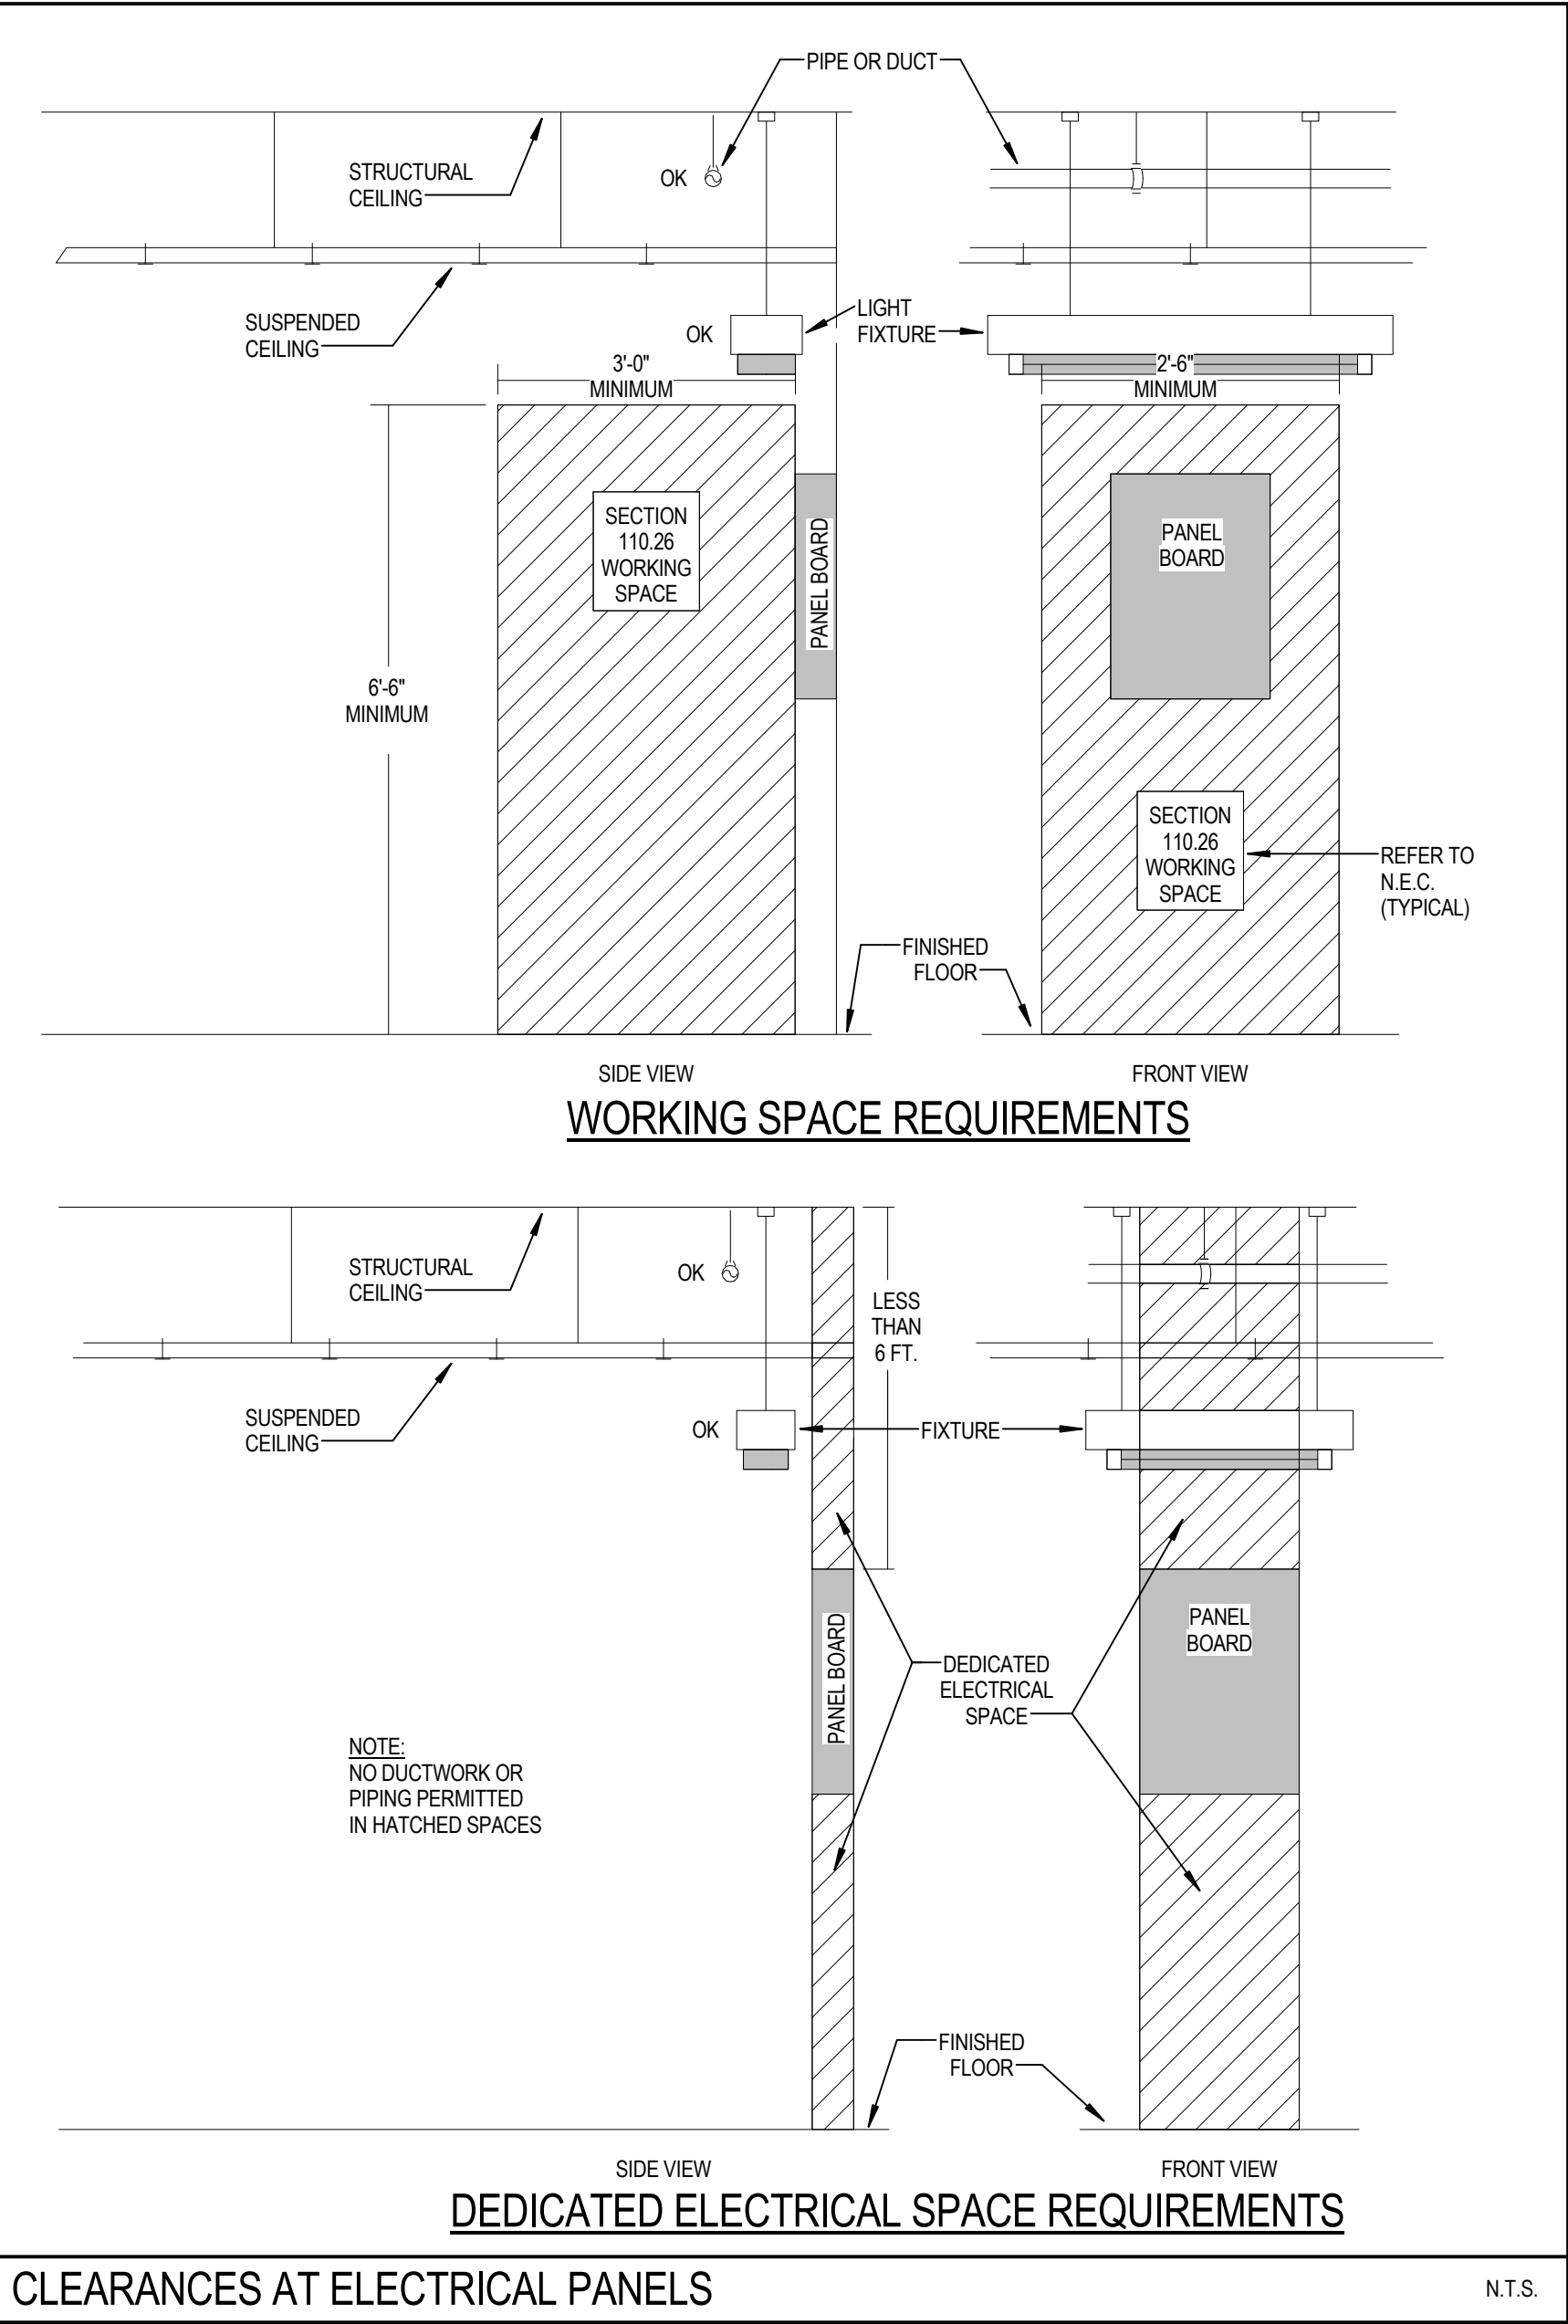 PIPE OR DUCT
STRUCTURAL
CEILING
OK
SUSPENDED
CEILING
OK
LIGHT
FIXTURE
3'-0"
MINIMUM
2'-6"
MINIMUM
SECTION
110.26
WORKING
SPACE
PANEL BOARD
PANEL
BOARD
6'-6"
MINIMUM
SECTION
110.26
WORKING
SPACE
REFER TO
N.E.C.
(TYPICAL)
FINISHED
FLOOR
SIDE VIEW
FRONT VIEW
WORKING SPACE REQUIREMENTS
STRUCTURAL
CEILING
OK
LESS
THAN
6 FT.
SUSPENDED
CEILING
OK
FIXTURE
PANEL BOARD
PANEL
BOARD
DEDICATED
ELECTRICAL
SPACE
NOTE:
NO DUCTWORK OR
PIPING PERMITTED
IN HATCHED SPACES
FINISHED
FLOOR
SIDE VIEW
FRONT VIEW
DEDICATED ELECTRICAL SPACE REQUIREMENTS
CLEARANCES AT ELECTRICAL PANELS
N.T.S.